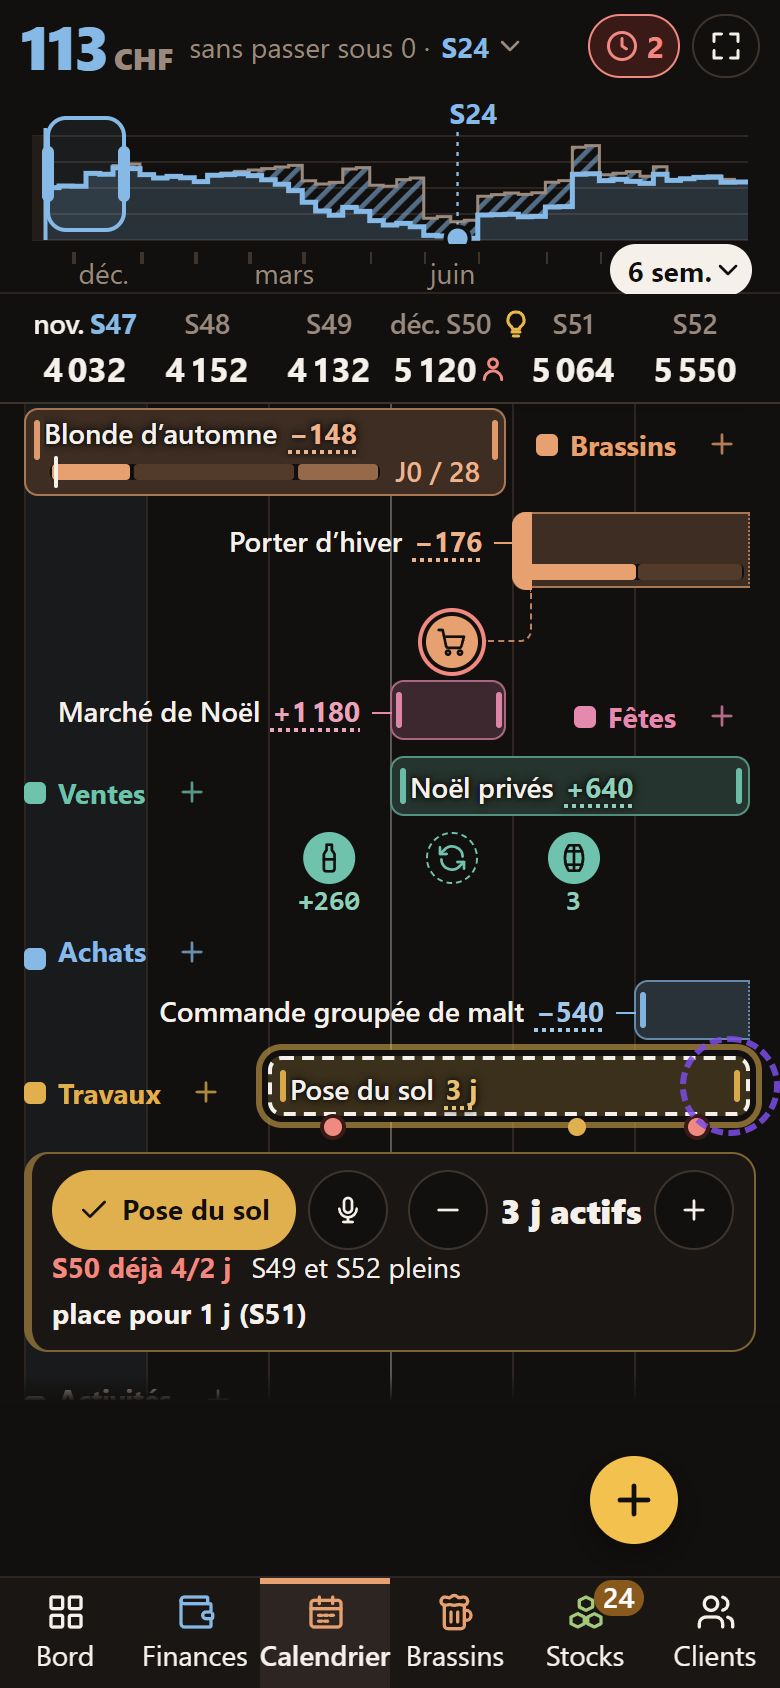 113 CHF sans passer sous 0 · S24
2
S24
déc. mars juin
6 sem.
nov. S47 S48 S49 déc. S50 S51 S52
4 032 4 152 4 132 5 120 5 064 5 550
Blonde d’automne −148
J0 / 28
Brassins +
Porter d’hiver −176
Marché de Noël +1 180
Fêtes +
Ventes +
Noël privés +640
+260 3
Achats +
Commande groupée de malt −540
Travaux +
Pose du sol 3 j
Pose du sol − 3 j actifs +
S50 déjà 4/2 j S49 et S52 pleins
place pour 1 j (S51)
Activités +
+
24
Bord Finances Calendrier Brassins Stocks Clients